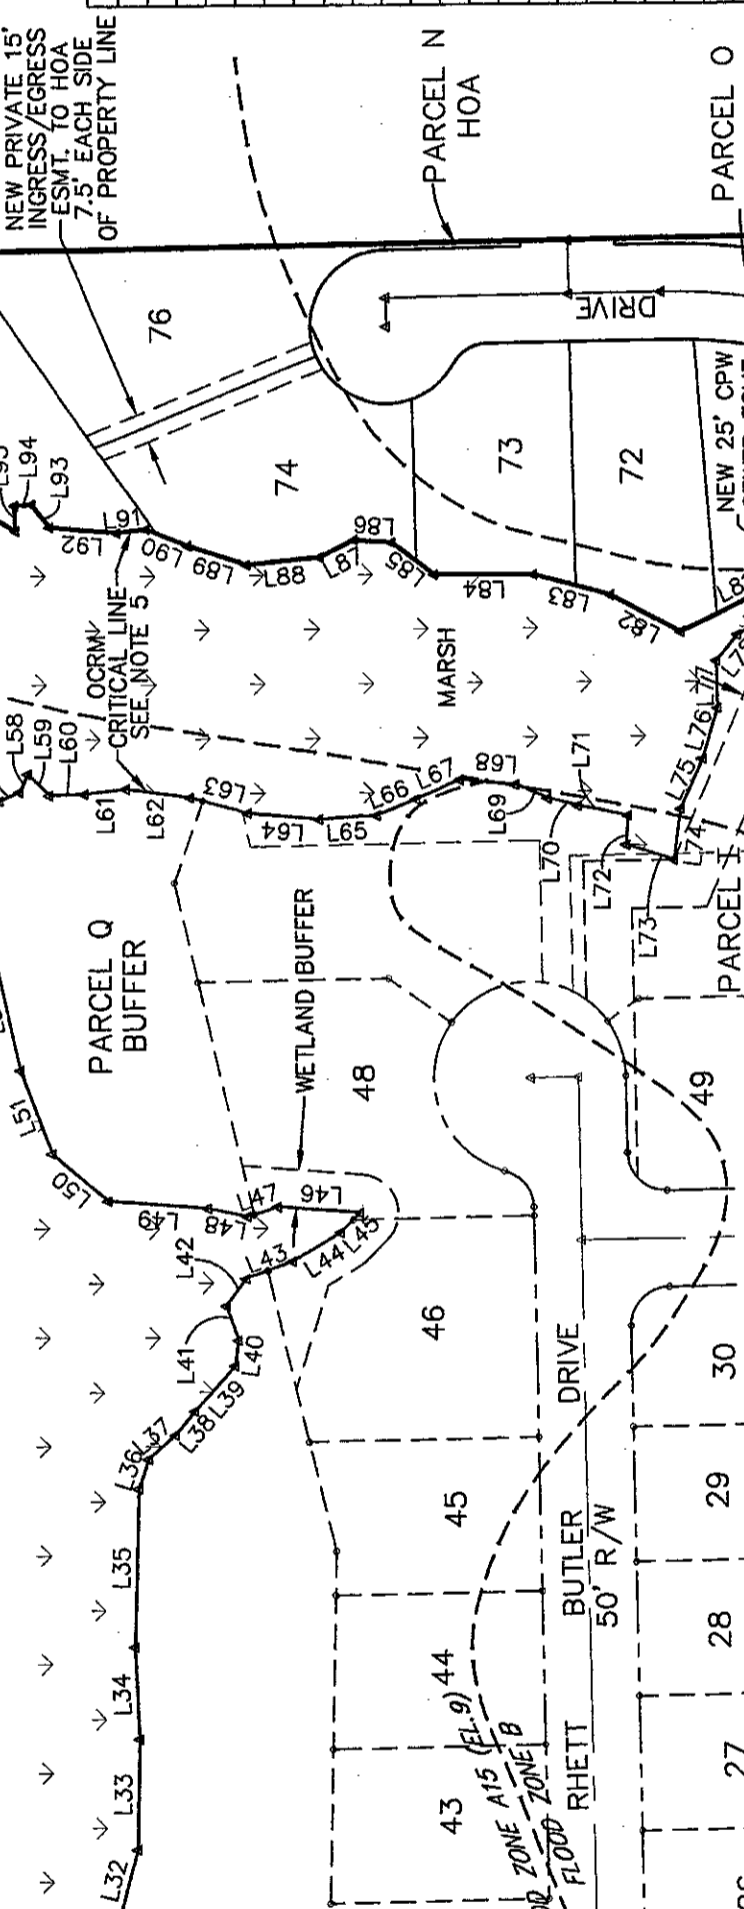 NEW PRIVATE 15'
INGRESS/EGRESS
ESMT. TO HOA
7.5' EACH SIDE
OF PROPERTY LINE
PARCEL N
HOA
PARCEL O
76
DRIVE
74
73
72
NEW 25' CPW
L94
L93
L92
L91
L90
L89
L88
L87
L86
L85
L84
L83
L82
OCRM
CRITICAL LINE
SEE NOTE 5
MARSH
L58
L59
L60
L61
L62
L63
L64
L65
L66
L67
L68
L69
L70
L71
L72
L73
L74
L75
L76
L77
PARCEL
PARCEL Q
BUFFER
WETLAND BUFFER
48
49
L51
L50
L49
L48
L47
L46
L45
L44
L43
L42
L41
L40
L39
L38
L37
L36
L35
L34
L33
L32
46
45
44
43
30
29
28
27
RHETT BUTLER DRIVE
50' R/W
ZONE A15 (EL.9)
FLOOD ZONE B